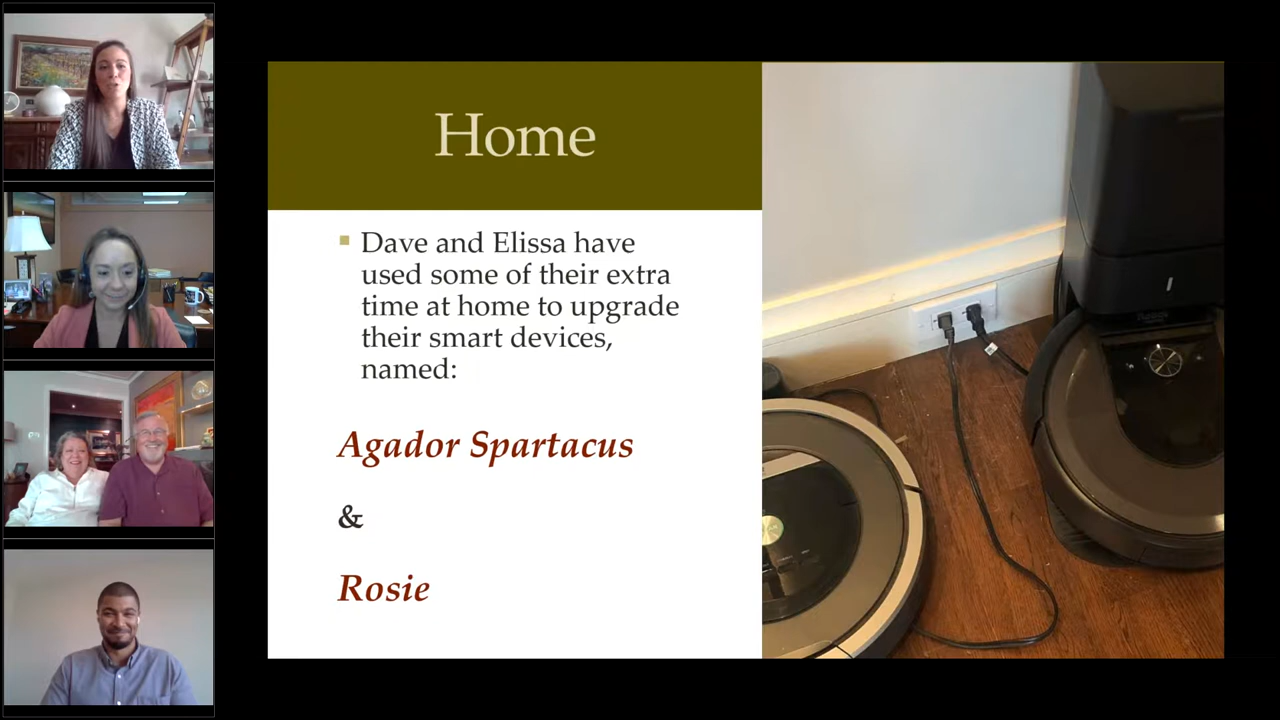 Home
Dave and Elissa have
used some of their extra
time at home to upgrade
their smart devices,
named:
Agador Spartacus
&
Rosie